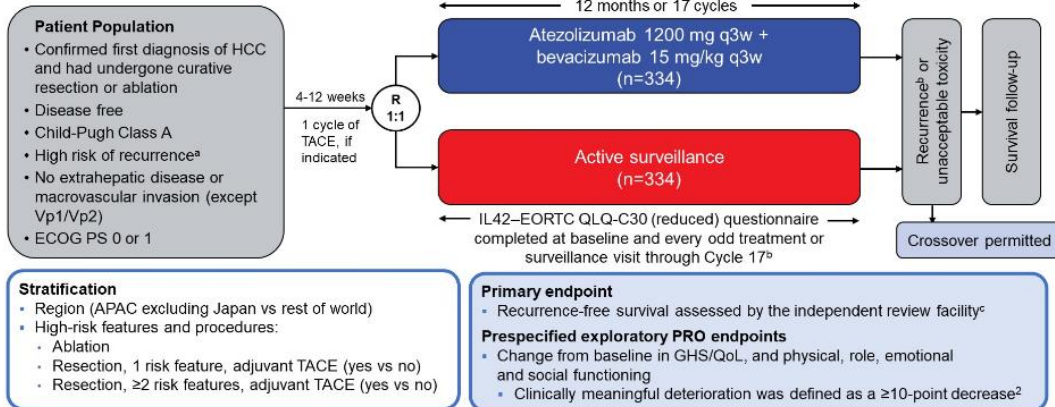 Patient Population
• Confirmed first diagnosis of HCC
and had undergone curative
resection or ablation
• Disease free
• Child-Pugh Class A
• High risk of recurrenceᵃ
• No extrahepatic disease or
macrovascular invasion (except
Vp1/Vp2)
• ECOG PS 0 or 1
4-12 weeks
1 cycle of
TACE, if
indicated
R
1:1
12 months or 17 cycles
Atezolizumab 1200 mg q3w +
bevacizumab 15 mg/kg q3w
(n=334)
Active surveillance
(n=334)
IL42–EORTC QLQ-C30 (reduced) questionnaire
completed at baseline and every odd treatment or
surveillance visit through Cycle 17ᵇ
Recurrenceᵇ or
unacceptable toxicity
Survival follow-up
Crossover permitted
Stratification
▪ Region (APAC excluding Japan vs rest of world)
▪ High-risk features and procedures:
▪ Ablation
▪ Resection, 1 risk feature, adjuvant TACE (yes vs no)
▪ Resection, ≥2 risk features, adjuvant TACE (yes vs no)
Primary endpoint
▪ Recurrence-free survival assessed by the independent review facilityᶜ
Prespecified exploratory PRO endpoints
▪ Change from baseline in GHS/QoL, and physical, role, emotional
and social functioning
▪ Clinically meaningful deterioration was defined as a ≥10-point decrease²